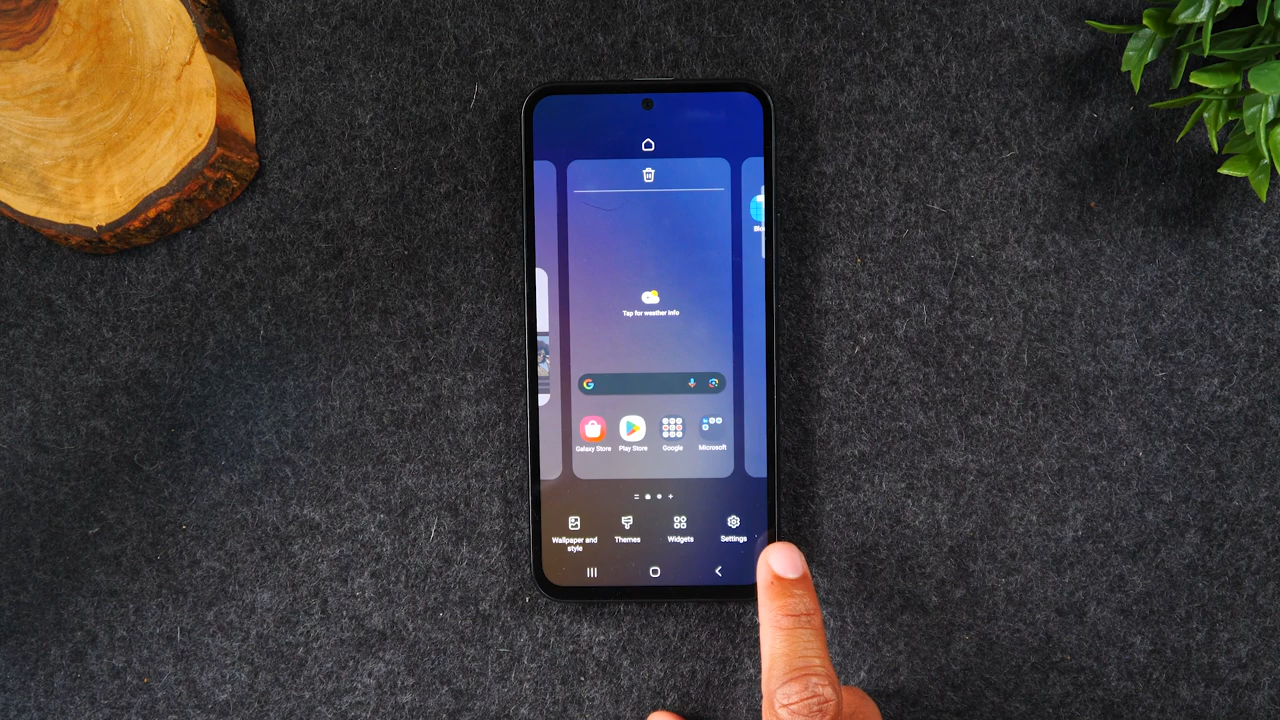 Tap for weather info
Galaxy Store
Play Store
Google
Microsoft
Wallpaper and
style
Themes
Widgets
Settings